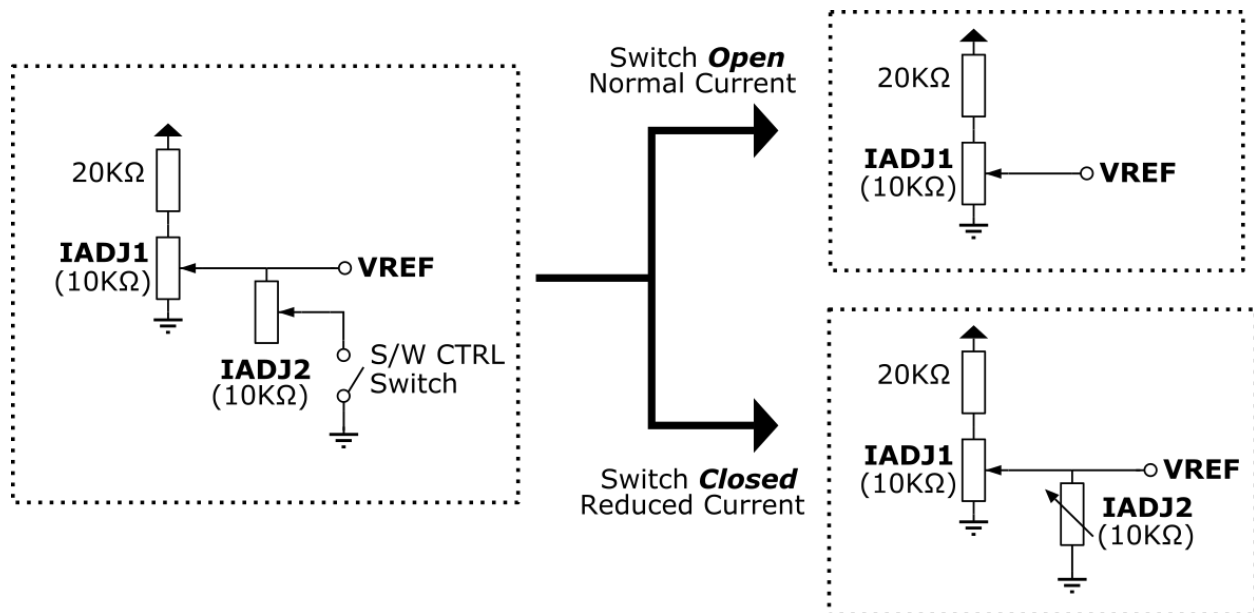 20KΩ
IADJ1
(10KΩ)
VREF
IADJ2
(10KΩ)
S/W CTRL
Switch
Switch Open
Normal Current
20KΩ
IADJ1
(10KΩ)
VREF
Switch Closed
Reduced Current
20KΩ
IADJ1
(10KΩ)
VREF
IADJ2
(10KΩ)